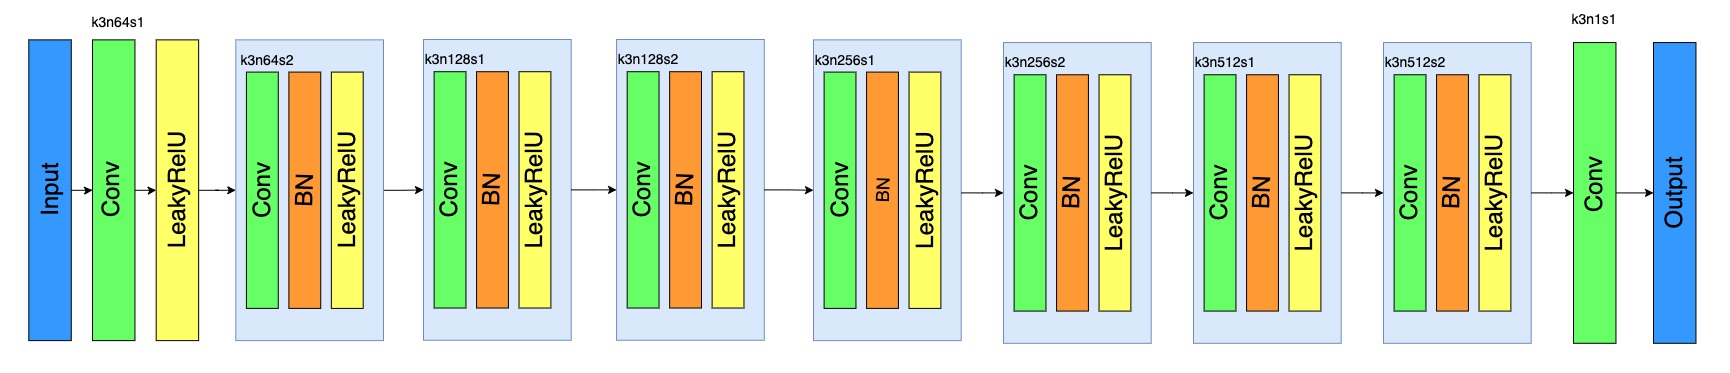 k3n64s1
k3n1s1
k3n64s2
k3n128s1
k3n128s2
k3n256s1
k3n256s2
k3n512s1
k3n512s2
Input
Conv
LeakyRelU
Conv
BN
LeakyRelU
Conv
BN
LeakyRelU
Conv
BN
LeakyRelU
Conv
BN
LeakyRelU
Conv
BN
LeakyRelU
Conv
BN
LeakyRelU
Conv
BN
LeakyRelU
Conv
Output